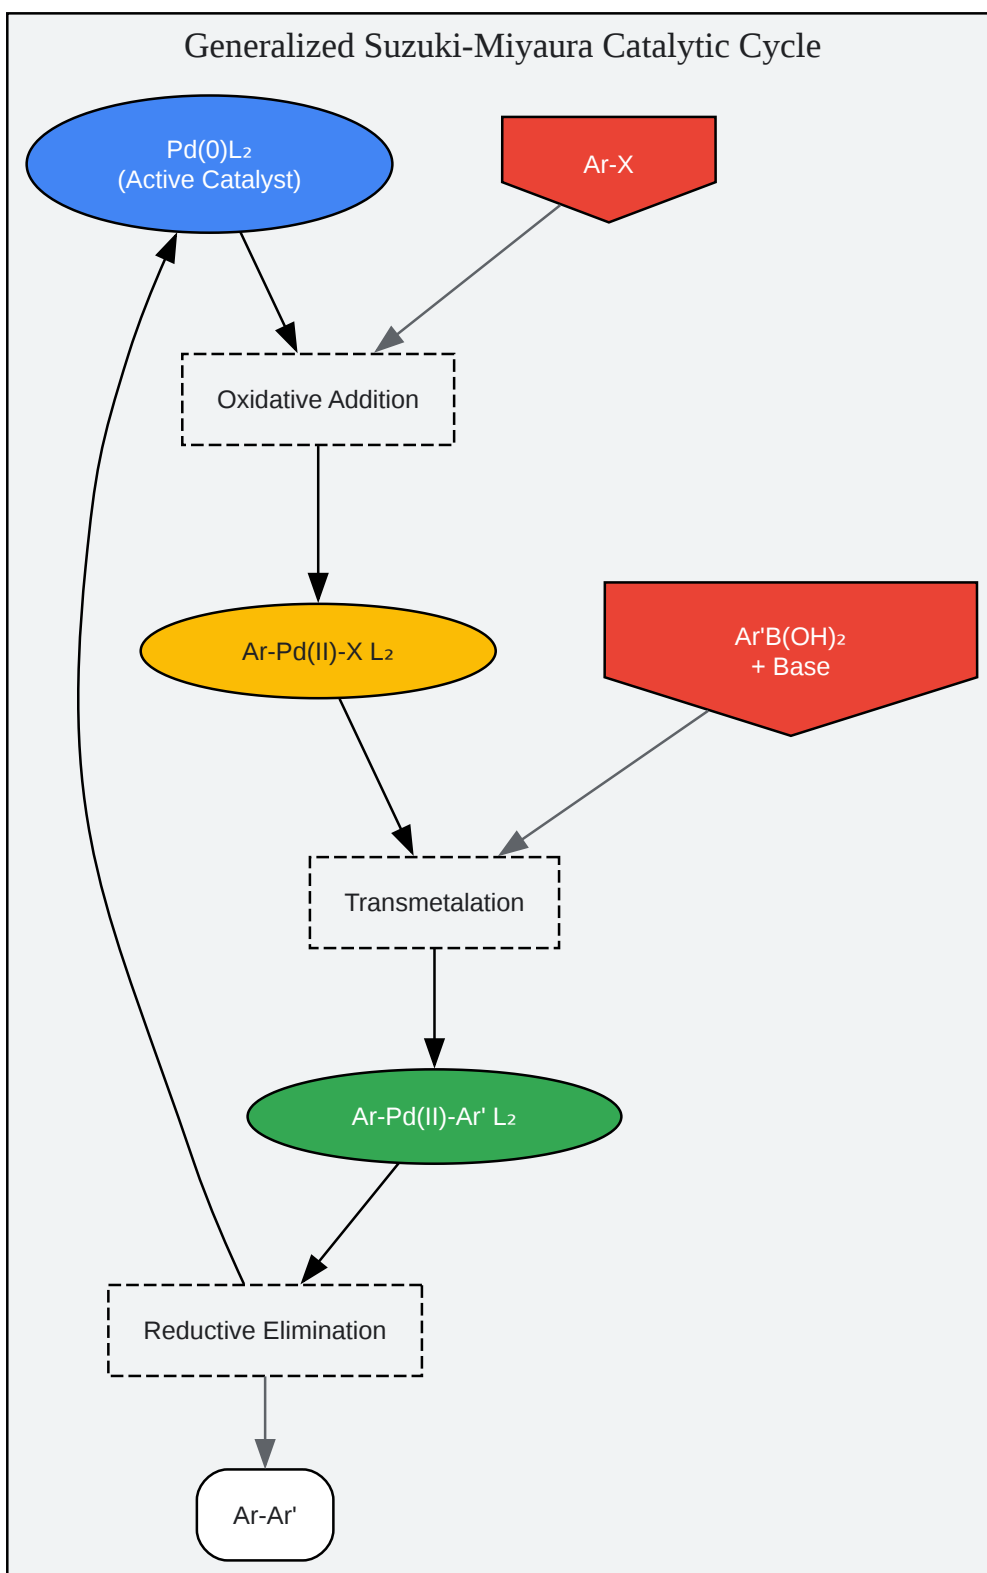 Generalized Suzuki-Miyaura Catalytic Cycle
Pd(0)L₂
(Active Catalyst)
Ar-X
Oxidative Addition
Ar-Pd(II)-X L₂
Ar'B(OH)₂
+ Base
Transmetalation
Ar-Pd(II)-Ar' L₂
Reductive Elimination
Ar-Ar'